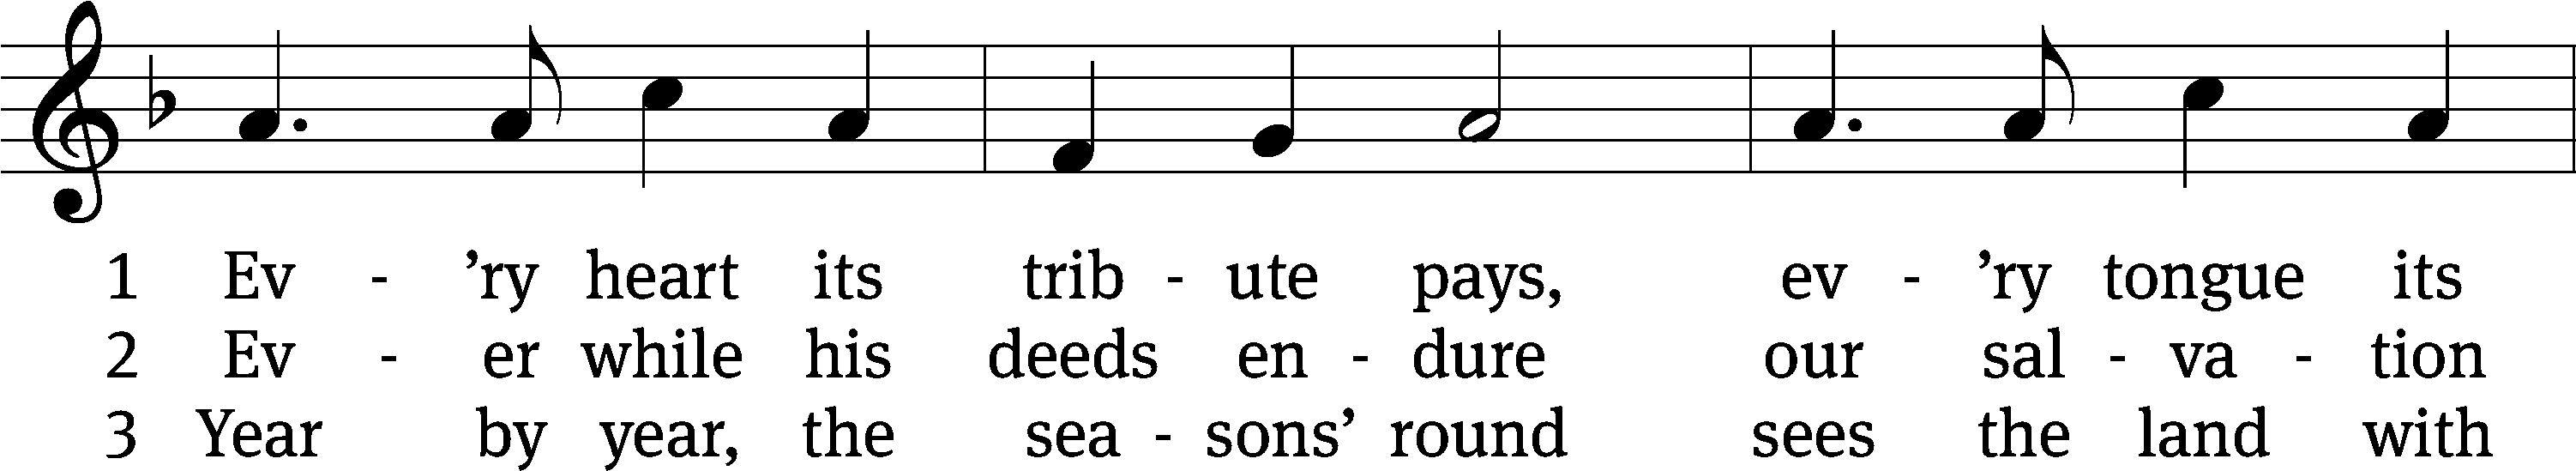 1 Ev - ’ry heart its trib - ute pays, ev - ’ry tongue its
2 Ev - er while his deeds en - dure our sal - va - tion
3 Year by year, the sea - sons’ round sees the land with